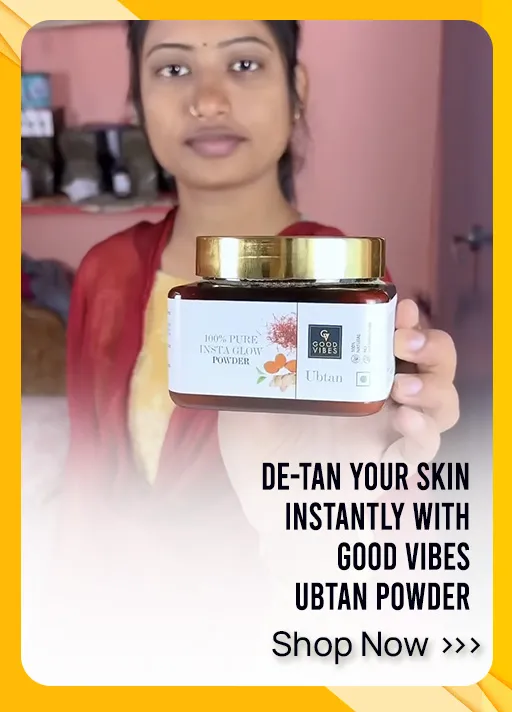 100% PURE
INSTA GLOW
POWDER
GV
GOOD
VIBES
Ubtan
DE-TAN YOUR SKIN
INSTANTLY WITH
GOOD VIBES
UBTAN POWDER
Shop Now >>>